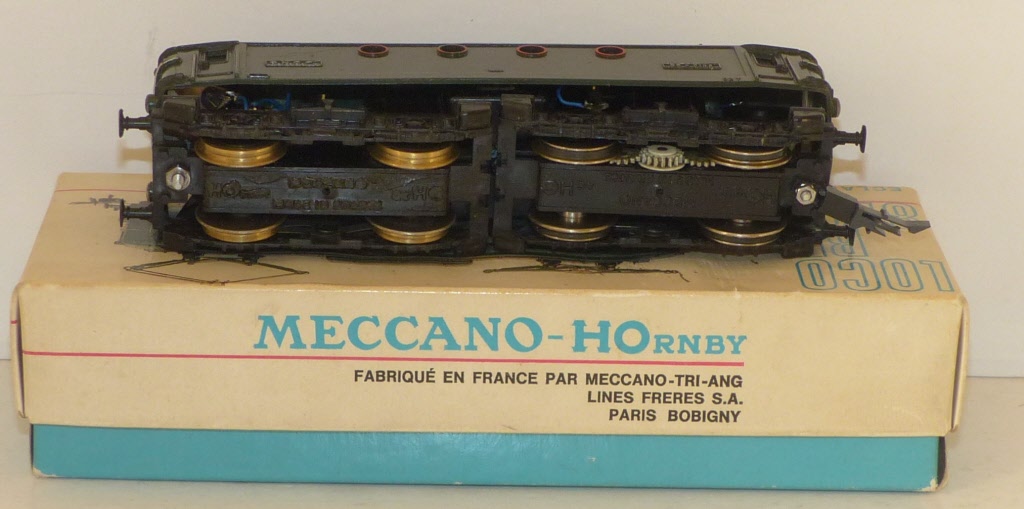 MECCANO-HORNBY
FABRIQUÉ EN FRANCE PAR MECCANO-TRI-ANG
LINES FRERES S.A.
PARIS BOBIGNY
LOCO